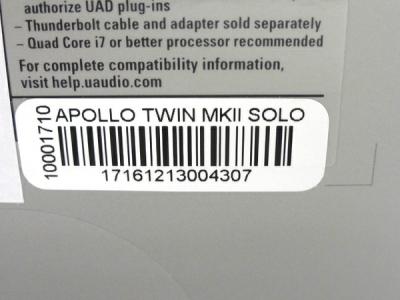 authorize UAD plug-ins
– Thunderbolt cable and adapter sold separately
– Quad Core i7 or better processor recommended
For complete compatibility information,
visit help.uaudio.com
10001710
APOLLO TWIN MKII SOLO
17161213004307